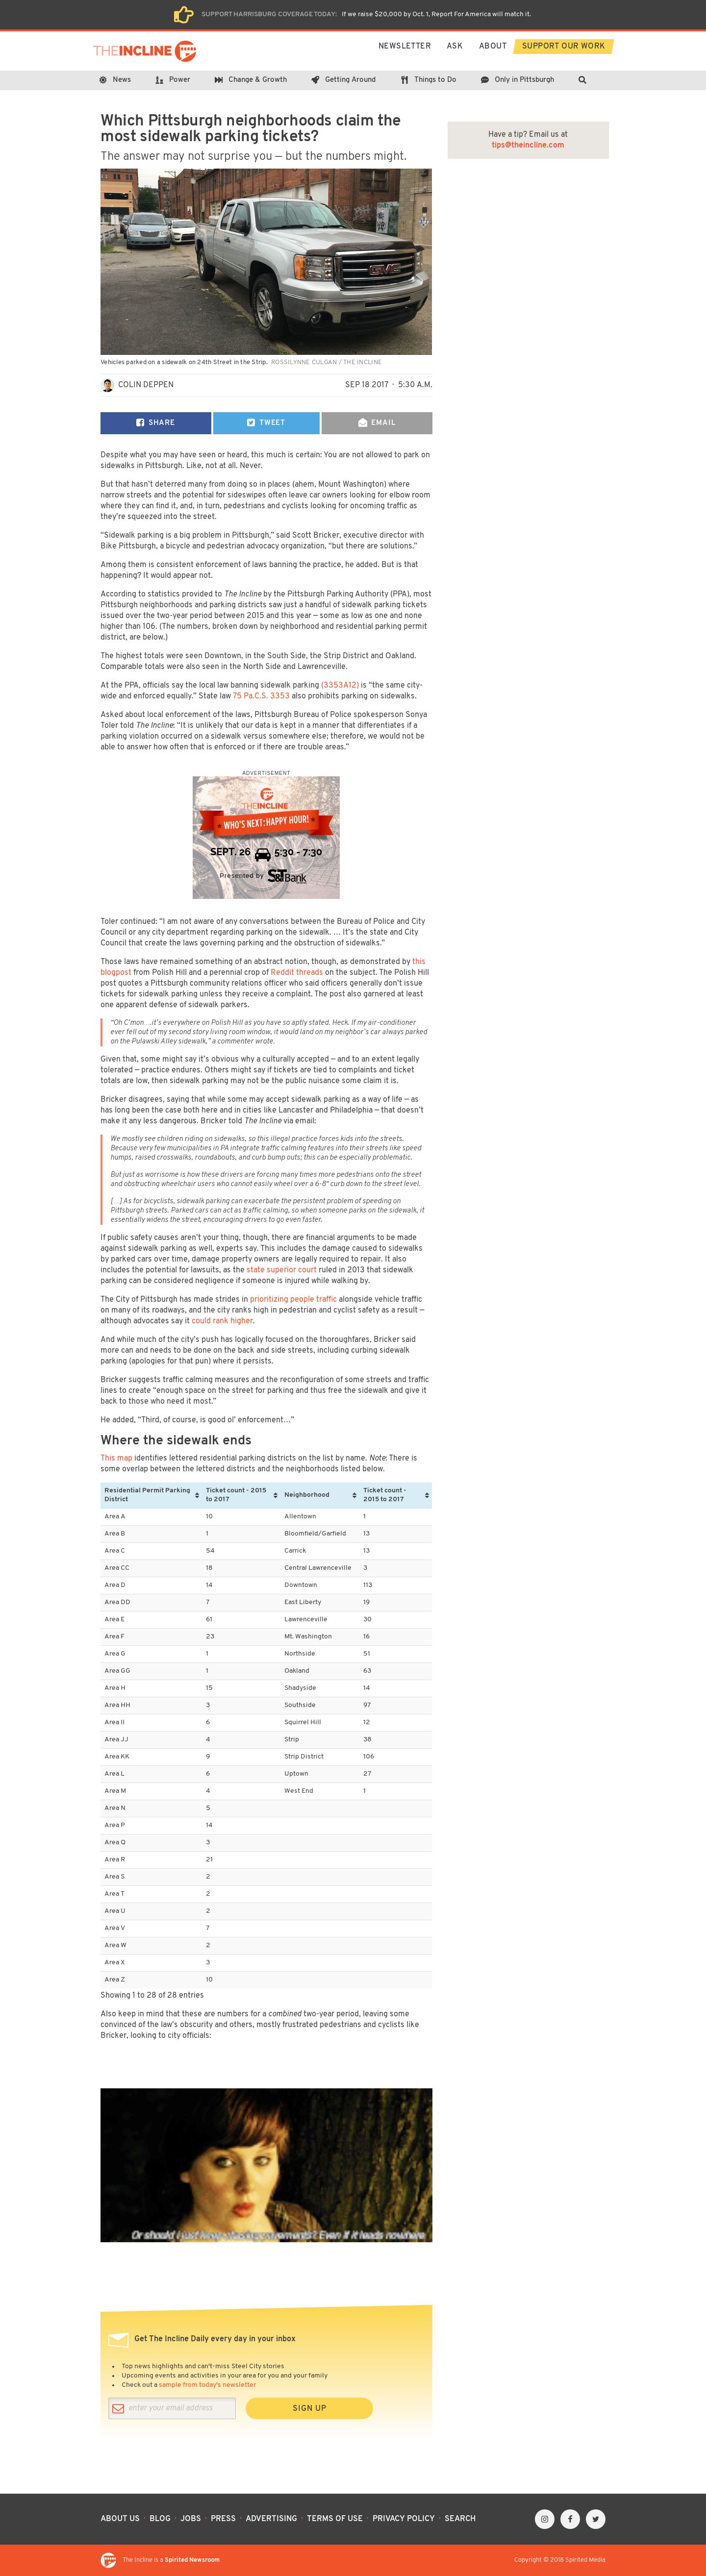 SUPPORT HARRISBURG COVERAGE TODAY: If we raise $20,000 by Oct. 1, Report For America will match it.
THE INCLINE
NEWSLETTER ASK ABOUT SUPPORT OUR WORK
News Power Change & Growth Getting Around Things to Do Only in Pittsburgh
Which Pittsburgh neighborhoods claim the
most sidewalk parking tickets?
The answer may not surprise you — but the numbers might.
Have a tip? Email us at
tips@theincline.com
GMC
Vehicles parked on a sidewalk on 24th Street in the Strip. ROSSILYNNE CULGAN / THE INCLINE
COLIN DEPPEN SEP 18 2017 · 5:30 A.M.
SHARE TWEET EMAIL
Despite what you may have seen or heard, this much is certain: You are not allowed to park on
sidewalks in Pittsburgh. Like, not at all. Never.
But that hasn't deterred many from doing so in places (ahem, Mount Washington) where
narrow streets and the potential for sideswipes often leave car owners looking for elbow room
where they can find it, and, in turn, pedestrians and cyclists looking for oncoming traffic as
they're squeezed into the street.
"Sidewalk parking is a big problem in Pittsburgh," said Scott Bricker, executive director with
Bike Pittsburgh, a bicycle and pedestrian advocacy organization, "but there are solutions."
Among them is consistent enforcement of laws banning the practice, he added. But is that
happening? It would appear not.
According to statistics provided to The Incline by the Pittsburgh Parking Authority (PPA), most
Pittsburgh neighborhoods and parking districts saw just a handful of sidewalk parking tickets
issued over the two-year period between 2015 and this year — some as low as one and none
higher than 106. (The numbers, broken down by neighborhood and residential parking permit
district, are below.)
The highest totals were seen Downtown, in the South Side, the Strip District and Oakland.
Comparable totals were also seen in the North Side and Lawrenceville.
At the PPA, officials say the local law banning sidewalk parking (3353A12) is "the same city-
wide and enforced equally." State law 75 Pa.C.S. 3353 also prohibits parking on sidewalks.
Asked about local enforcement of the laws, Pittsburgh Bureau of Police spokesperson Sonya
Toler told The Incline: "It is unlikely that our data is kept in a manner that differentiates if a
parking violation occurred on a sidewalk versus somewhere else; therefore, we would not be
able to answer how often that is enforced or if there are trouble areas."
ADVERTISEMENT
THEINCLINE
WHO'S NEXT: HAPPY HOUR!
SEPT. 26 5:30 - 7:30
Presented by S&T Bank
Toler continued: "I am not aware of any conversations between the Bureau of Police and City
Council or any city department regarding parking on the sidewalk. … It's the state and City
Council that create the laws governing parking and the obstruction of sidewalks."
Those laws have remained something of an abstract notion, though, as demonstrated by this
blogpost from Polish Hill and a perennial crop of Reddit threads on the subject. The Polish Hill
post quotes a Pittsburgh community relations officer who said officers generally don't issue
tickets for sidewalk parking unless they receive a complaint. The post also garnered at least
one apparent defense of sidewalk parkers.
"Oh C'mon…it's everywhere on Polish Hill as you have so aptly stated. Heck. If my air-conditioner
ever fell out of my second story living room window, it would land on my neighbor's car always parked
on the Pulawski Alley sidewalk," a commenter wrote.
Given that, some might say it's obvious why a culturally accepted — and to an extent legally
tolerated — practice endures. Others might say if tickets are tied to complaints and ticket
totals are low, then sidewalk parking may not be the public nuisance some claim it is.
Bricker disagrees, saying that while some may accept sidewalk parking as a way of life — as
has long been the case both here and in cities like Lancaster and Philadelphia — that doesn't
make it any less dangerous. Bricker told The Incline via email:
We mostly see children riding on sidewalks, so this illegal practice forces kids into the streets.
Because very few municipalities in PA integrate traffic calming features into their streets like speed
humps, raised crosswalks, roundabouts, and curb bump outs; this can be especially problematic.
But just as worrisome is how these drivers are forcing many times more pedestrians onto the street
and obstructing wheelchair users who cannot easily wheel over a 6-8" curb down to the street level.
[…] As for bicyclists, sidewalk parking can exacerbate the persistent problem of speeding on
Pittsburgh streets. Parked cars can act as traffic calming, so when someone parks on the sidewalk, it
essentially widens the street, encouraging drivers to go even faster.
If public safety causes aren't your thing, though, there are financial arguments to be made
against sidewalk parking as well, experts say. This includes the damage caused to sidewalks
by parked cars over time, damage property owners are legally required to repair. It also
includes the potential for lawsuits, as the state superior court ruled in 2013 that sidewalk
parking can be considered negligence if someone is injured while walking by.
The City of Pittsburgh has made strides in prioritizing people traffic alongside vehicle traffic
on many of its roadways, and the city ranks high in pedestrian and cyclist safety as a result —
although advocates say it could rank higher.
And while much of the city's push has logically focused on the thoroughfares, Bricker said
more can and needs to be done on the back and side streets, including curbing sidewalk
parking (apologies for that pun) where it persists.
Bricker suggests traffic calming measures and the reconfiguration of some streets and traffic
lines to create "enough space on the street for parking and thus free the sidewalk and give it
back to those who need it most."
He added, "Third, of course, is good ol' enforcement…"
Where the sidewalk ends
This map identifies lettered residential parking districts on the list by name. Note: There is
some overlap between the lettered districts and the neighborhoods listed below.
Residential Permit Parking District Ticket count - 2015 to 2017 Neighborhood Ticket count - 2015 to 2017
Area A 10 Allentown 1
Area B 1 Bloomfield/Garfield 13
Area C 54 Carrick 13
Area CC 18 Central Lawrenceville 3
Area D 14 Downtown 113
Area DD 7 East Liberty 19
Area E 61 Lawrenceville 30
Area F 23 Mt. Washington 16
Area G 1 Northside 51
Area GG 1 Oakland 63
Area H 15 Shadyside 14
Area HH 3 Southside 97
Area II 6 Squirrel Hill 12
Area JJ 4 Strip 38
Area KK 9 Strip District 106
Area L 6 Uptown 27
Area M 4 West End 1
Area N 5
Area P 14
Area Q 3
Area R 21
Area S 2
Area T 2
Area U 2
Area V 7
Area W 2
Area X 3
Area Z 10
Showing 1 to 28 of 28 entries
Also keep in mind that these are numbers for a combined two-year period, leaving some
convinced of the law's obscurity and others, mostly frustrated pedestrians and cyclists like
Bricker, looking to city officials:
Or should I just keep chasing pavements? Even if it leads nowhere
Get The Incline Daily every day in your inbox
• Top news highlights and can't-miss Steel City stories
• Upcoming events and activities in your area for you and your family
• Check out a sample from today's newsletter
enter your email address SIGN UP
ABOUT US · BLOG · JOBS · PRESS · ADVERTISING · TERMS OF USE · PRIVACY POLICY · SEARCH
The Incline is a Spirited Newsroom Copyright © 2018 Spirited Media